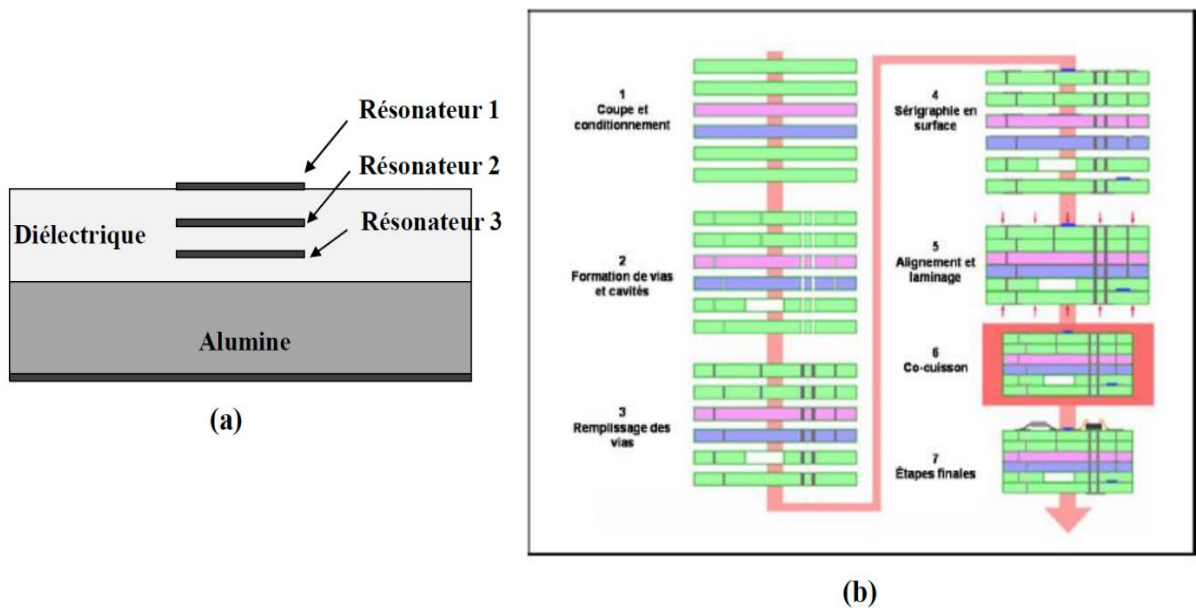 Résonateur 1
Résonateur 2
Résonateur 3
Diélectrique
Alumine
(a)
1
Coupe et
conditionnement
2
Formation de vias
et cavités
3
Remplissage des
vias
4
Sérigraphie en
surface
5
Alignement et
laminage
6
Co-cuisson
7
Étapes finales
(b)